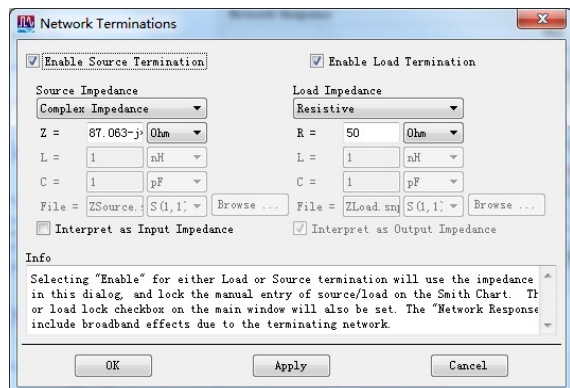 Network Terminations
Enable Source Termination
Enable Load Termination
Source Impedance
Load Impedance
Complex Impedance
Resistive
Z = 87.063-j Ohm
R = 50 Ohm
L = 1 nH
L = 1 nH
C = 1 pF
C = 1 pF
File = ZSource. S(1,1) Browse ...
File = ZLoad.snp S(1,1) Browse ...
Interpret as Input Impedance
Interpret as Output Impedance
Info
Selecting "Enable" for either Load or Source termination will use the impedance
in this dialog, and lock the manual entry of source/load on the Smith Chart.
or load lock checkbox on the main window will also be set. The "Network Response
include broadband effects due to the terminating network.
OK
Apply
Cancel